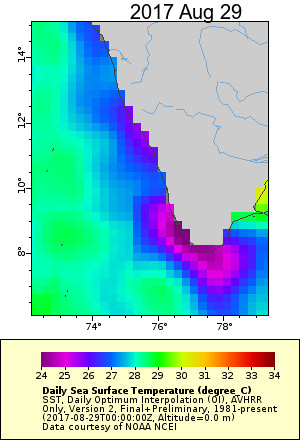 2017 Aug 29
14°
12°
10°
8°
74° 76° 78°
24 25 26 27 28 29 30 31 32 33 34
Daily Sea Surface Temperature (degree_C)
SST, Daily Optimum Interpolation (OI), AVHRR
Only, Version 2, Final+Preliminary, 1981-present
(2017-08-29T00:00:00Z, Altitude=0.0 m)
Data courtesy of NOAA NCEI